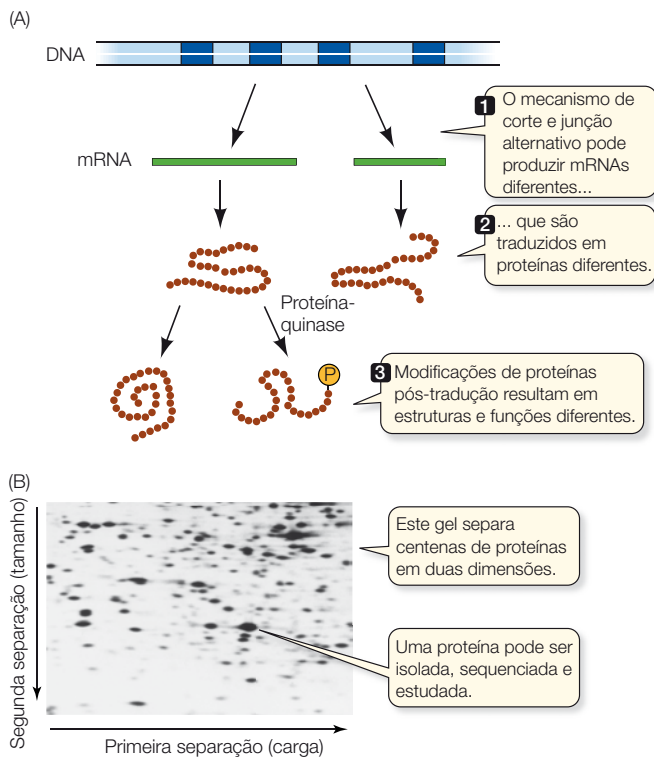 (A)
DNA
1 O mecanismo de
corte e junção
alternativo pode
produzir mRNAs
diferentes...
mRNA
2 ... que são
traduzidos em
proteínas diferentes.
Proteína-
quinase
P
3 Modificações de proteínas
pós-tradução resultam em
estruturas e funções diferentes.
(B)
Segunda separação (tamanho)
Este gel separa
centenas de proteínas
em duas dimensões.
Uma proteína pode ser
isolada, sequenciada e
estudada.
Primeira separação (carga)